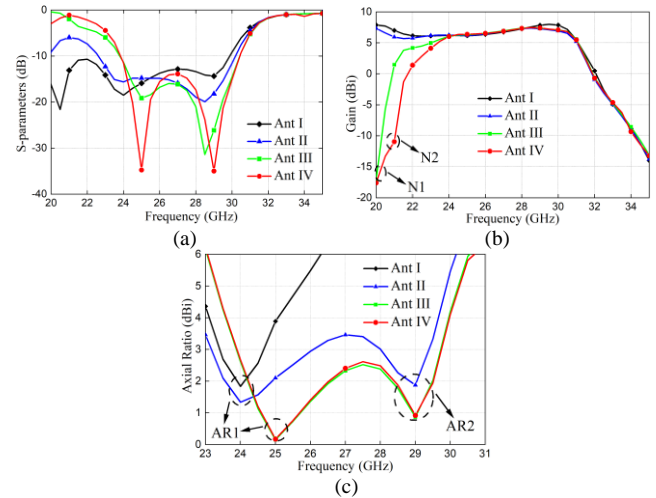 0
-10
-20
-30
-40
S-parameters (dB)
Ant I
Ant II
Ant III
Ant IV
20 22 24 26 28 30 32 34
Frequency (GHz)
(a)
10
5
0
-5
-10
-15
-20
Gain (dBi)
Ant I
Ant II
Ant III
Ant IV
N2
N1
20 22 24 26 28 30 32 34
Frequency (GHz)
(b)
6
5
4
3
2
1
0
Axial Ratio (dBi)
Ant I
Ant II
Ant III
Ant IV
AR1
AR2
23 24 25 26 27 28 29 30 31
Frequency (GHz)
(c)